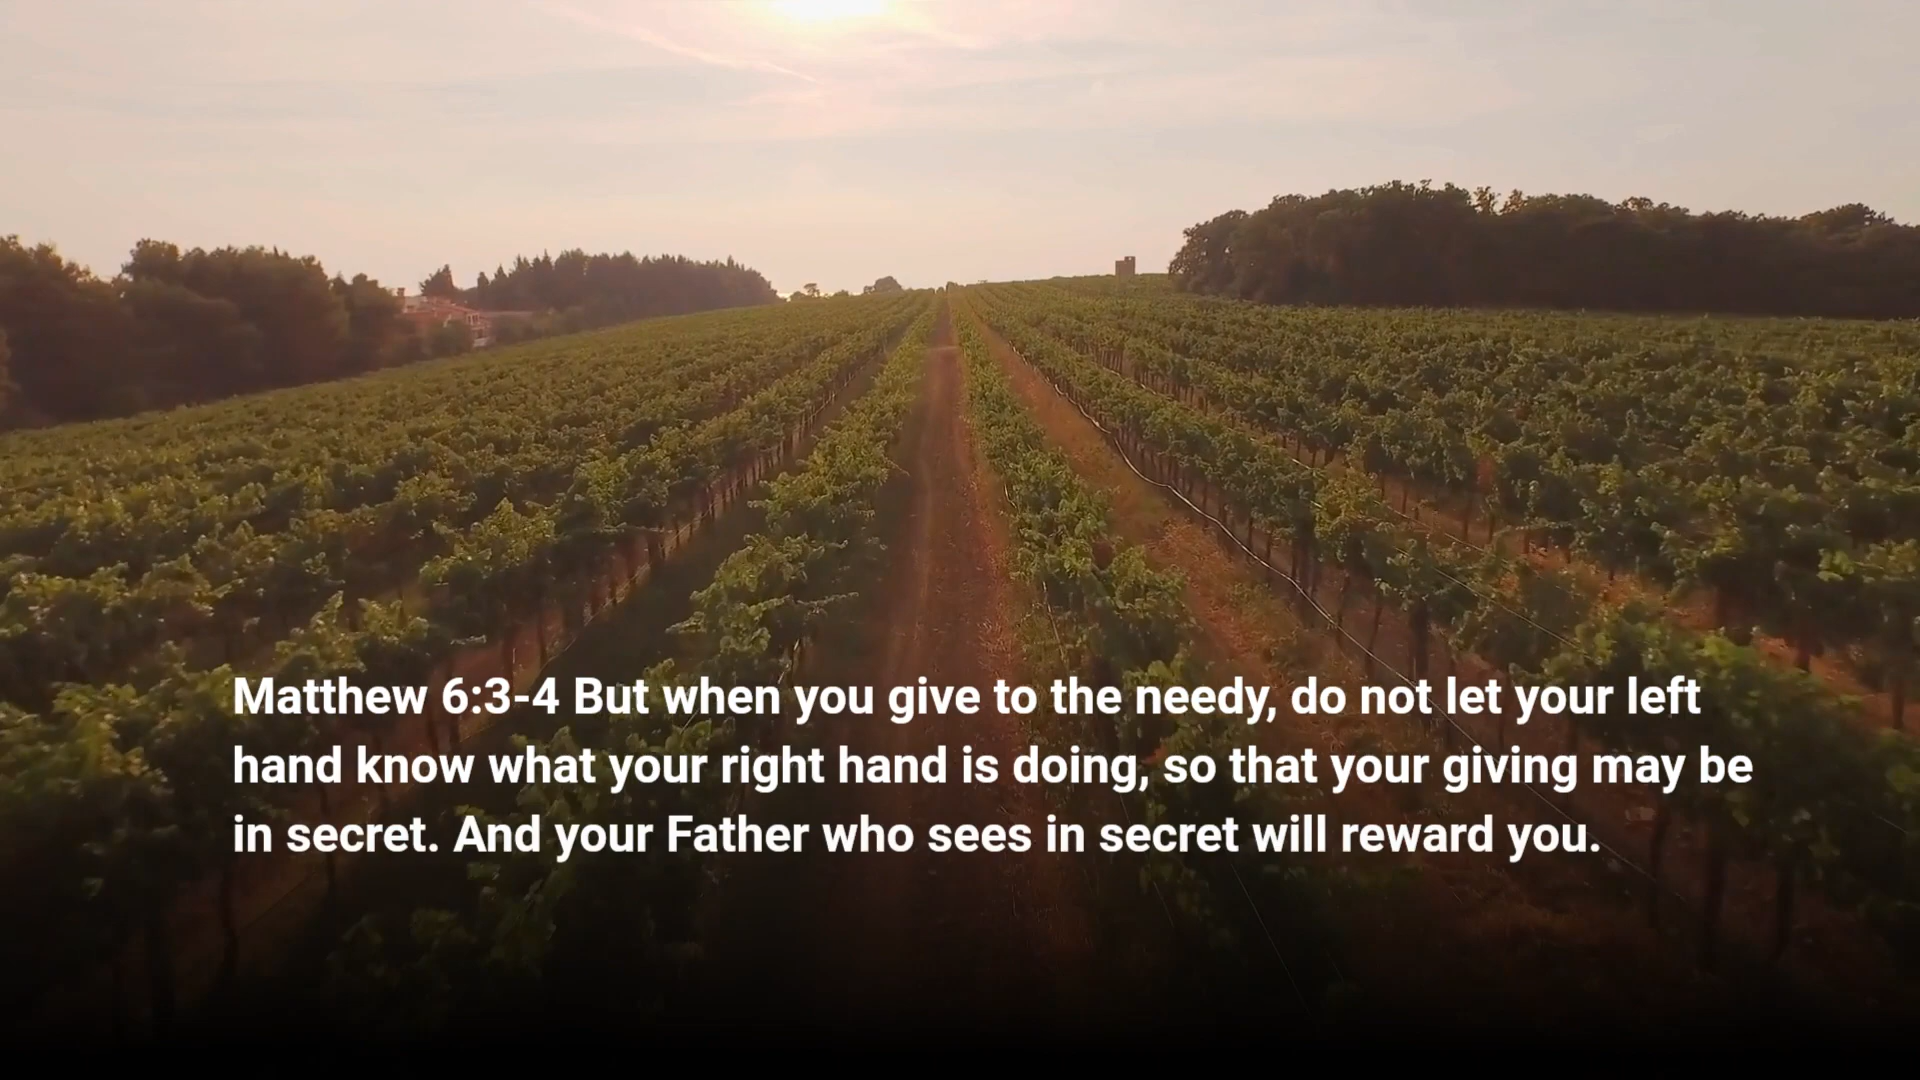 Matthew 6:3-4 But when you give to the needy, do not let your left
hand know what your right hand is doing, so that your giving may be
in secret. And your Father who sees in secret will reward you.